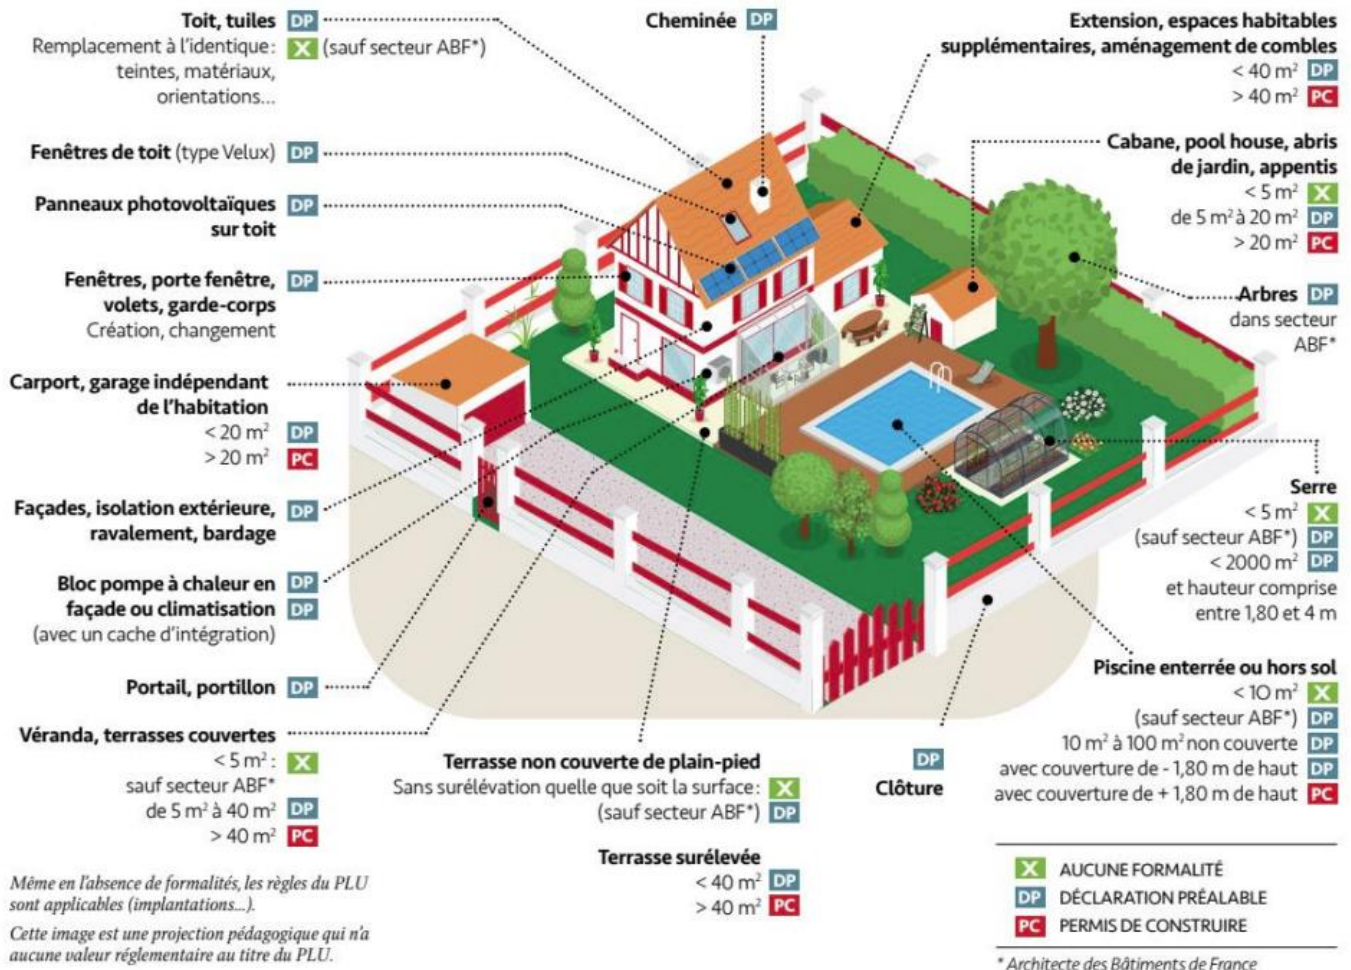 Toit, tuiles DP
Remplacement à l'identique : X (sauf secteur ABF*)
teintes, matériaux,
orientations...
Fenêtres de toit (type Velux) DP
Panneaux photovoltaïques DP
sur toit
Fenêtres, porte fenêtre, DP
volets, garde-corps
Création, changement
Carport, garage indépendant
de l'habitation
< 20 m² DP
> 20 m² PC
Façades, isolation extérieure, DP
ravalement, bardage
Bloc pompe à chaleur en DP
façade ou climatisation DP
(avec un cache d'intégration)
Portail, portillon DP
Véranda, terrasses couvertes
< 5 m² : X
sauf secteur ABF*
de 5 m² à 40 m² DP
> 40 m² PC
Même en l'absence de formalités, les règles du PLU
sont applicables (implantations...).
Cette image est une projection pédagogique qui n'a
aucune valeur réglementaire au titre du PLU.
Cheminée DP
Terrasse non couverte de plain-pied
Sans surélévation quelle que soit la surface : X
(sauf secteur ABF*) DP
Terrasse surélevée
< 40 m² DP
> 40 m² PC
DP
Clôture
Extension, espaces habitables
supplémentaires, aménagement de combles
< 40 m² DP
> 40 m² PC
Cabane, pool house, abris
de jardin, appentis
< 5 m² X
de 5 m² à 20 m² DP
> 20 m² PC
Arbres DP
dans secteur
ABF*
Serre
< 5 m² X
(sauf secteur ABF*) DP
< 2000 m² DP
et hauteur comprise
entre 1,80 et 4 m
Piscine enterrée ou hors sol
< 10 m² X
(sauf secteur ABF*) DP
10 m² à 100 m² non couverte DP
avec couverture de - 1,80 m de haut DP
avec couverture de + 1,80 m de haut PC
X AUCUNE FORMALITÉ
DP DÉCLARATION PRÉALABLE
PC PERMIS DE CONSTRUIRE
* Architecte des Bâtiments de France